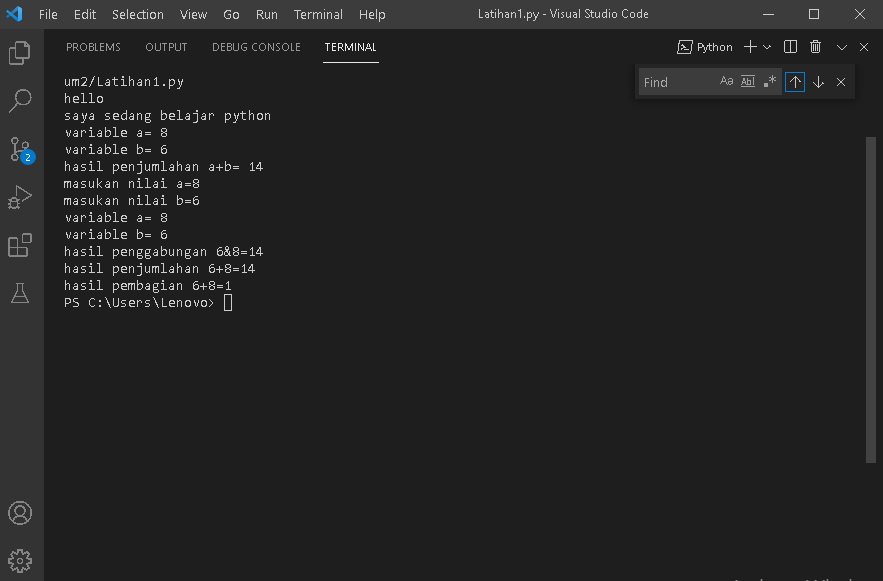 File Edit Selection View Go Run Terminal Help Latihan1.py - Visual Studio Code
PROBLEMS OUTPUT DEBUG CONSOLE TERMINAL Python
Find Aa Abl .*
um2/Latihan1.py
hello
saya sedang belajar python
variable a= 8
variable b= 6
hasil penjumlahan a+b= 14
masukan nilai a=8
masukan nilai b=6
variable a= 8
variable b= 6
hasil penggabungan 6&8=14
hasil penjumlahan 6+8=14
hasil pembagian 6+8=1
PS C:\Users\Lenovo>
2